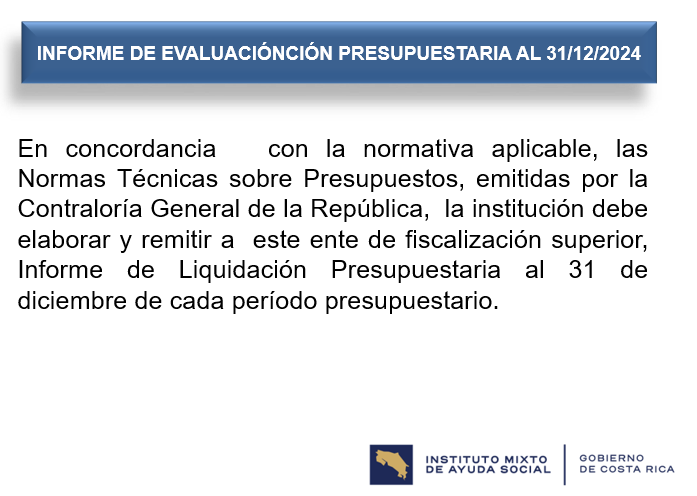 INFORME DE EVALUACIÓNCIÓN PRESUPUESTARIA AL 31/12/2024
En concordancia con la normativa aplicable, las
Normas Técnicas sobre Presupuestos, emitidas por la
Contraloría General de la República, la institución debe
elaborar y remitir a este ente de fiscalización superior,
Informe de Liquidación Presupuestaria al 31 de
diciembre de cada período presupuestario.
INSTITUTO MIXTO
DE AYUDA SOCIAL
GOBIERNO
DE COSTA RICA